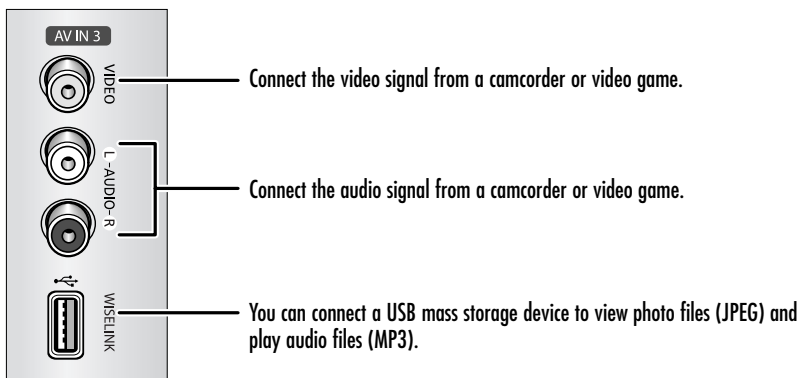 AV IN 3
VIDEO
Connect the video signal from a camcorder or video game.
L -AUDIO- R
Connect the audio signal from a camcorder or video game.
WISELINK
You can connect a USB mass storage device to view photo files (JPEG) and
play audio files (MP3).